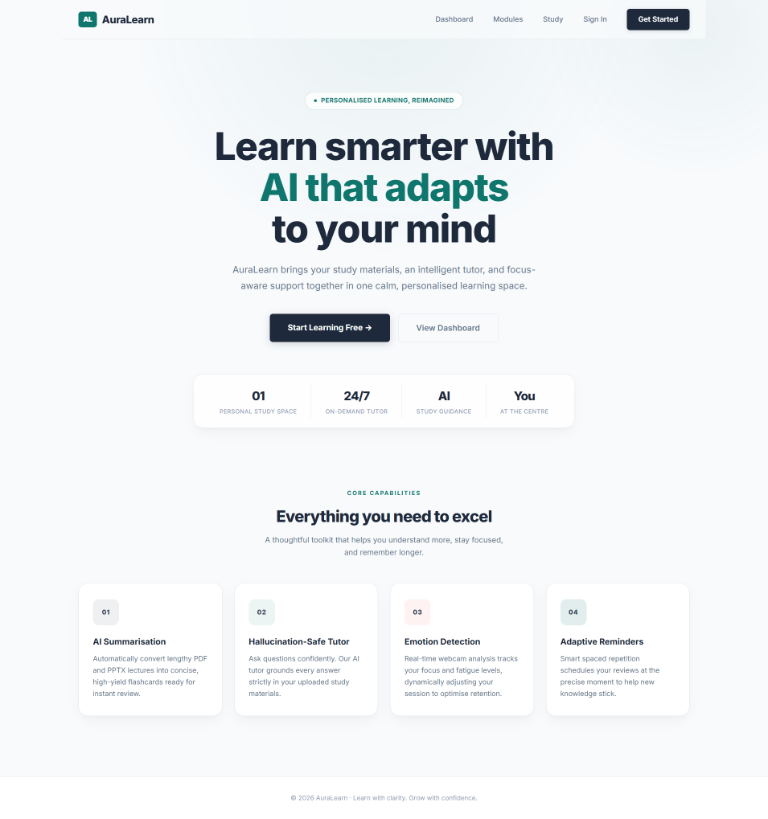 AL AuraLearn Dashboard Modules Study Sign In Get Started
PERSONALISED LEARNING, REIMAGINED
Learn smarter with
AI that adapts
to your mind
AuraLearn brings your study materials, an intelligent tutor, and focus-
aware support together in one calm, personalised learning space.
Start Learning Free → View Dashboard
01 24/7 AI You
PERSONAL STUDY SPACE ON-DEMAND TUTOR STUDY GUIDANCE AT THE CENTRE
CORE CAPABILITIES
Everything you need to excel
A thoughtful toolkit that helps you understand more, stay focused,
and remember longer.
01
AI Summarisation
Automatically convert lengthy PDF
and PPTX lectures into concise,
high-yield flashcards ready for
instant review.
02
Hallucination-Safe Tutor
Ask questions confidently. Our AI
tutor grounds every answer
strictly in your uploaded study
materials.
03
Emotion Detection
Real-time webcam analysis tracks
your focus and fatigue levels,
dynamically adjusting your
session to optimise retention.
04
Adaptive Reminders
Smart spaced repetition
schedules your reviews at the
precise moment to help new
knowledge stick.
© 2026 AuraLearn · Learn with clarity. Grow with confidence.